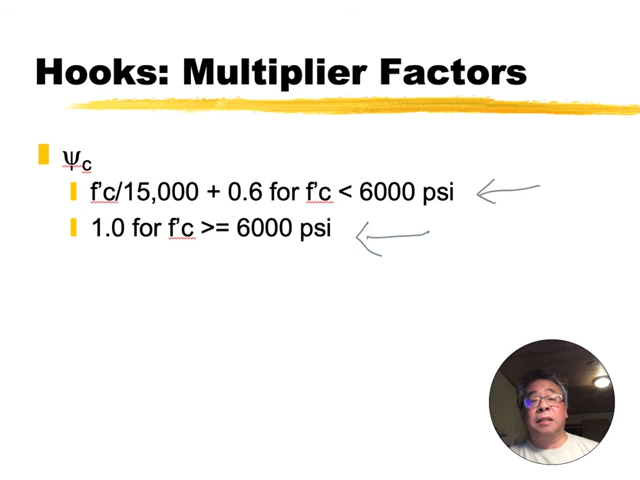 Hooks: Multiplier Factors
ψc
f'c/15,000 + 0.6 for f'c < 6000 psi
1.0 for f'c >= 6000 psi